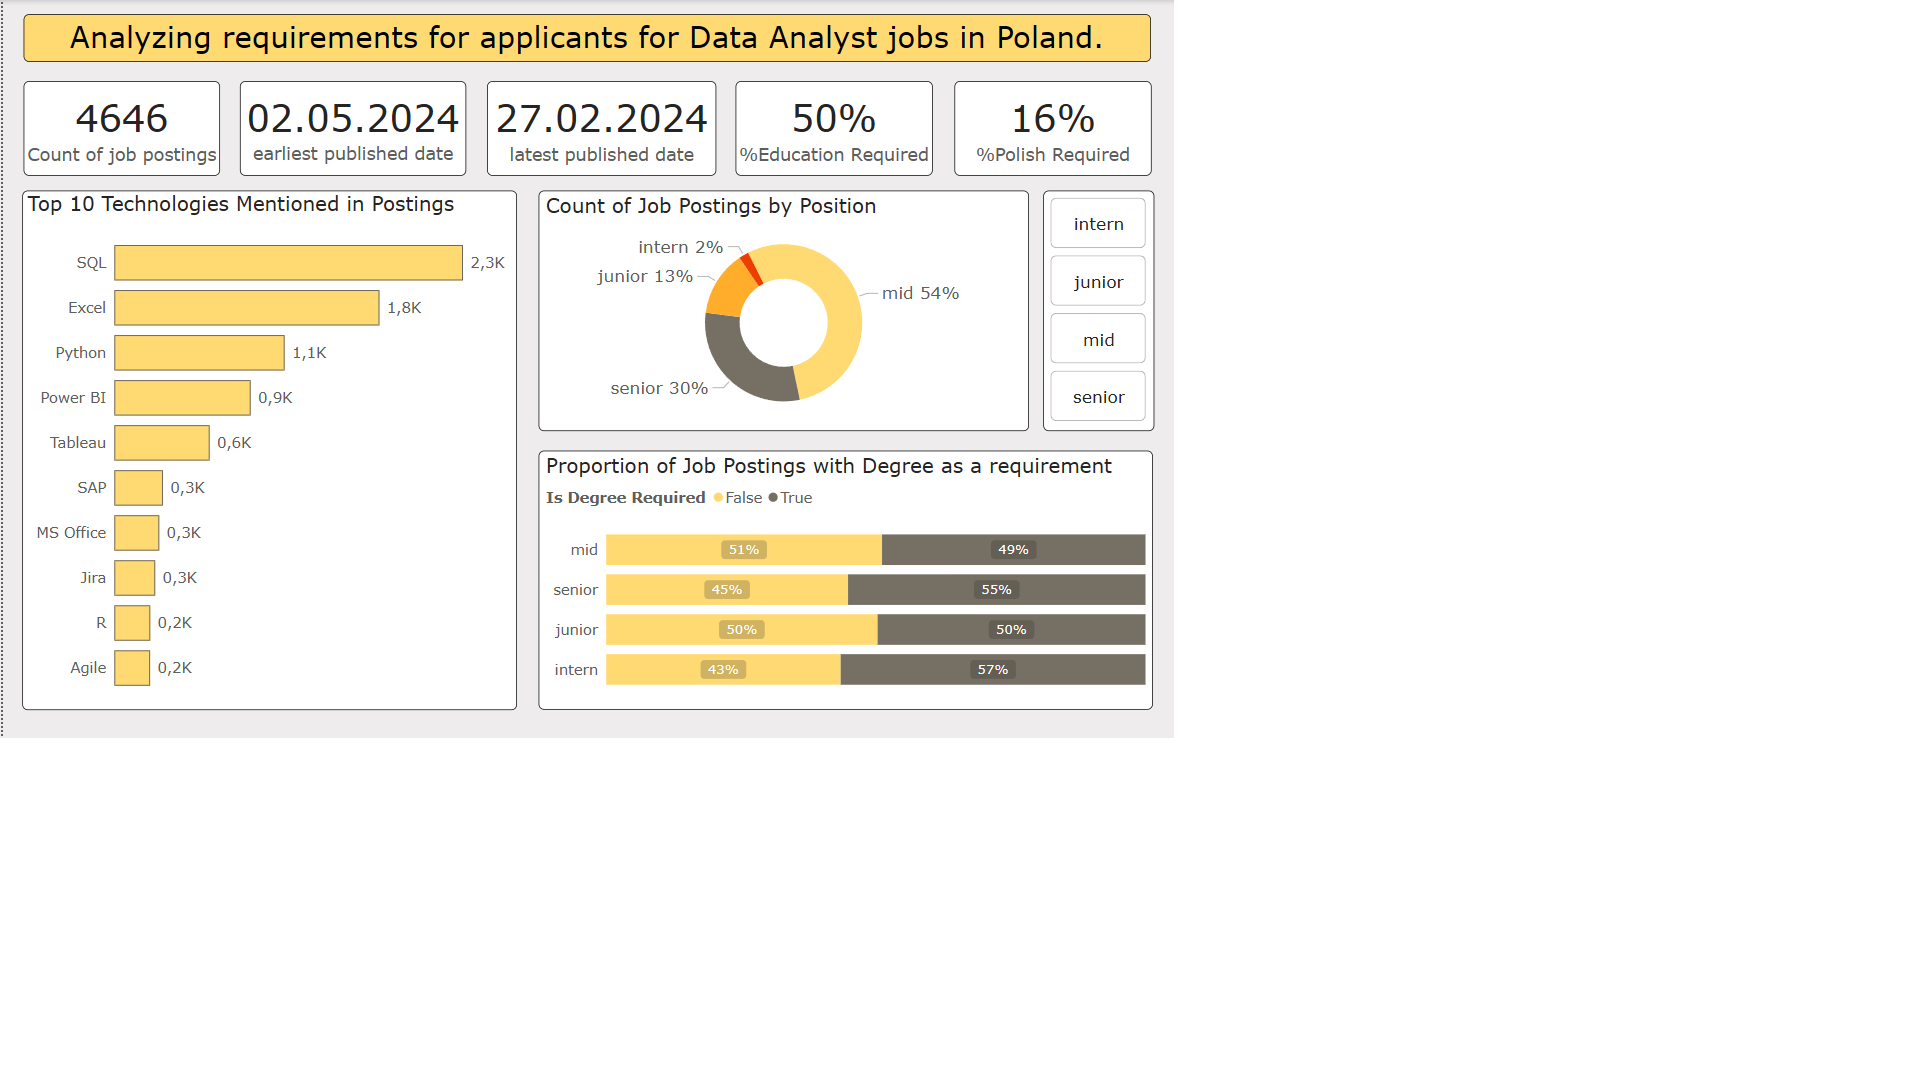 Analyzing requirements for applicants for Data Analyst jobs in Poland.
4646
Count of job postings
02.05.2024
earliest published date
27.02.2024
latest published date
50%
%Education Required
16%
%Polish Required
Top 10 Technologies Mentioned in Postings
SQL 2,3K
Excel 1,8K
Python 1,1K
Power BI 0,9K
Tableau 0,6K
SAP 0,3K
MS Office 0,3K
Jira 0,3K
R 0,2K
Agile 0,2K
Count of Job Postings by Position
intern 2%
junior 13%
mid 54%
senior 30%
intern
junior
mid
senior
Proportion of Job Postings with Degree as a requirement
Is Degree Required False True
mid 51% 49%
senior 45% 55%
junior 50% 50%
intern 43% 57%